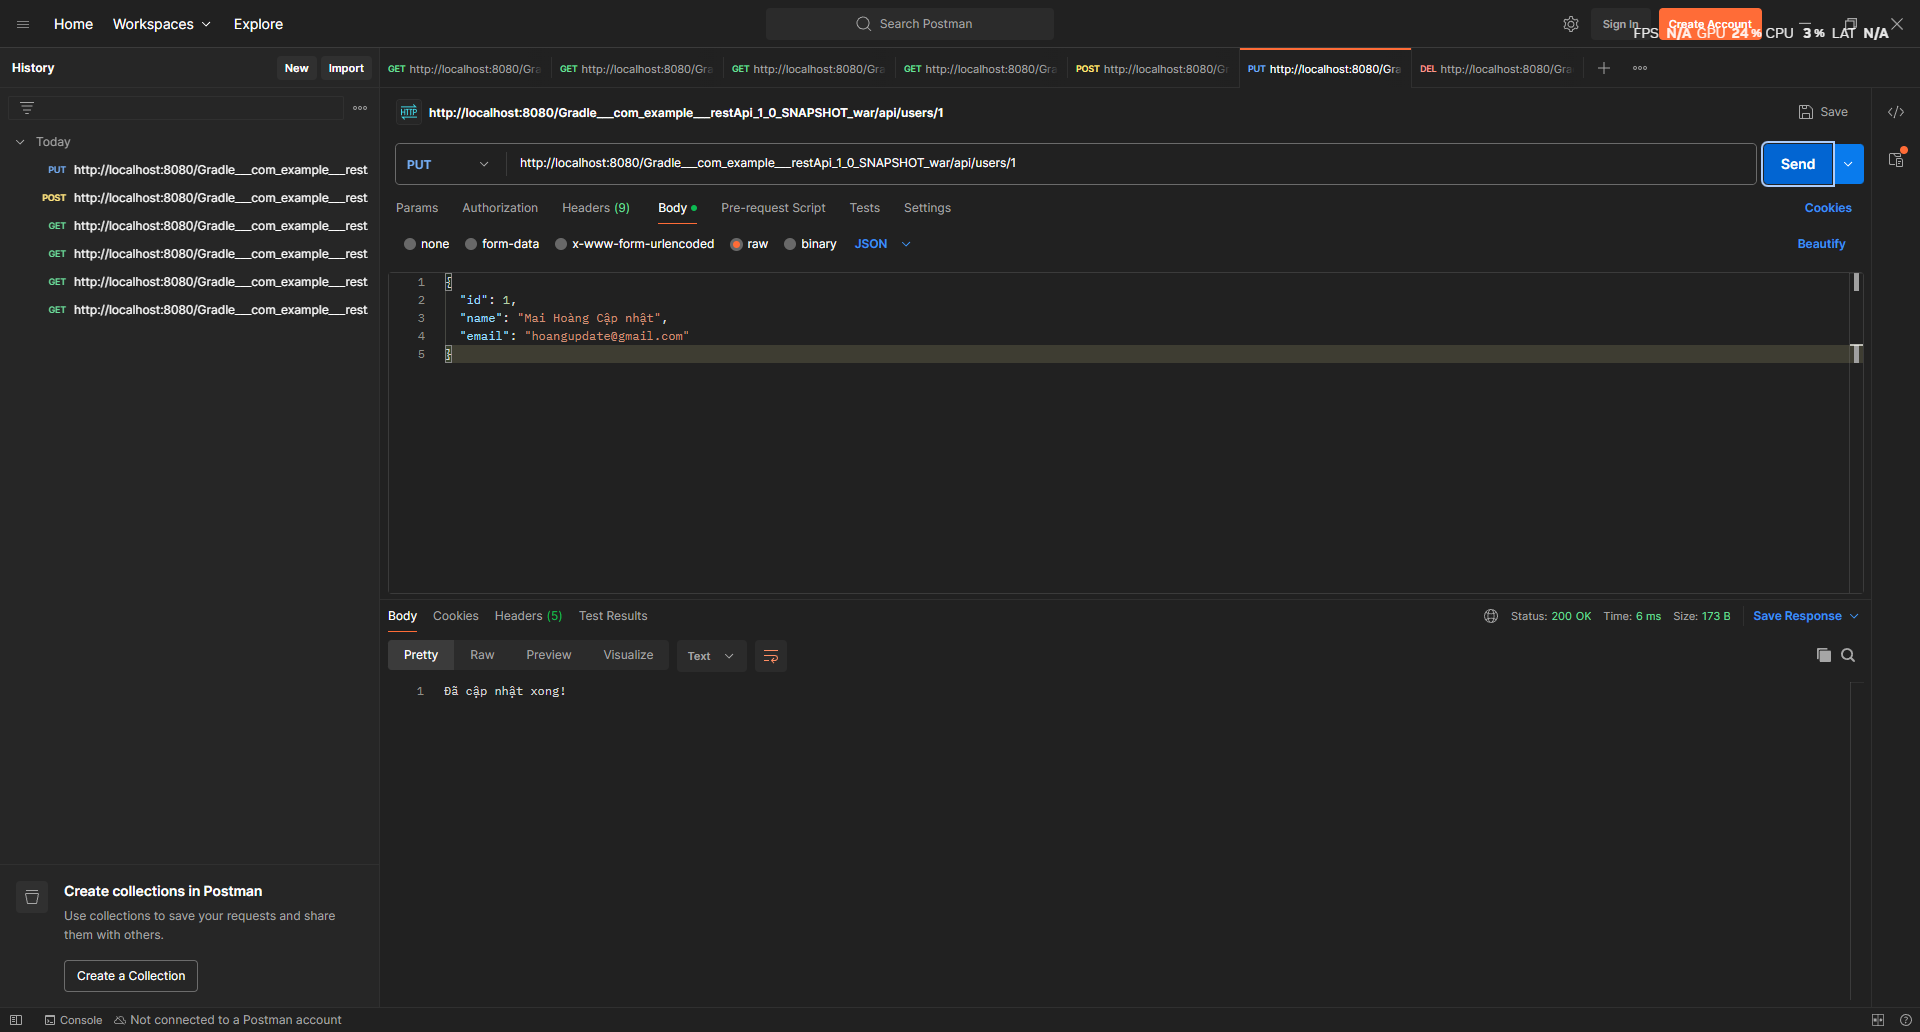 Home Workspaces Explore
Search Postman
Sign In Create Account
FPS N/A GPU 24% CPU 3% LAT N/A
History New Import
GET http://localhost:8080/Gra GET http://localhost:8080/Gra GET http://localhost:8080/Gra GET http://localhost:8080/Gra POST http://localhost:8080/Gr PUT http://localhost:8080/Gra DEL http://localhost:8080/Gra
Today
PUT http://localhost:8080/Gradle___com_example___rest
POST http://localhost:8080/Gradle___com_example___rest
GET http://localhost:8080/Gradle___com_example___rest
GET http://localhost:8080/Gradle___com_example___rest
GET http://localhost:8080/Gradle___com_example___rest
GET http://localhost:8080/Gradle___com_example___rest
HTTP http://localhost:8080/Gradle___com_example___restApi_1_0_SNAPSHOT_war/api/users/1 Save
PUT http://localhost:8080/Gradle___com_example___restApi_1_0_SNAPSHOT_war/api/users/1 Send
Params Authorization Headers (9) Body Pre-request Script Tests Settings Cookies
none form-data x-www-form-urlencoded raw binary JSON Beautify
1 {
2 "id": 1,
3 "name": "Mai Hoàng Cập nhật",
4 "email": "hoangupdate@gmail.com"
5 }
Body Cookies Headers (5) Test Results Status: 200 OK Time: 6 ms Size: 173 B Save Response
Pretty Raw Preview Visualize Text
1 Đã cập nhật xong!
Create collections in Postman
Use collections to save your requests and share
them with others.
Create a Collection
Console Not connected to a Postman account